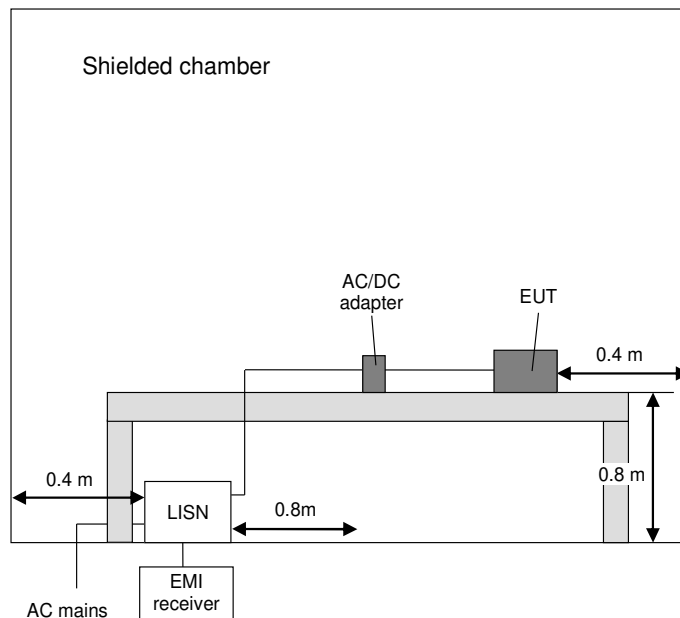 Shielded chamber
AC/DC
adapter
EUT
0.4 m
0.4 m
0.8 m
LISN
0.8m
EMI
receiver
AC mains